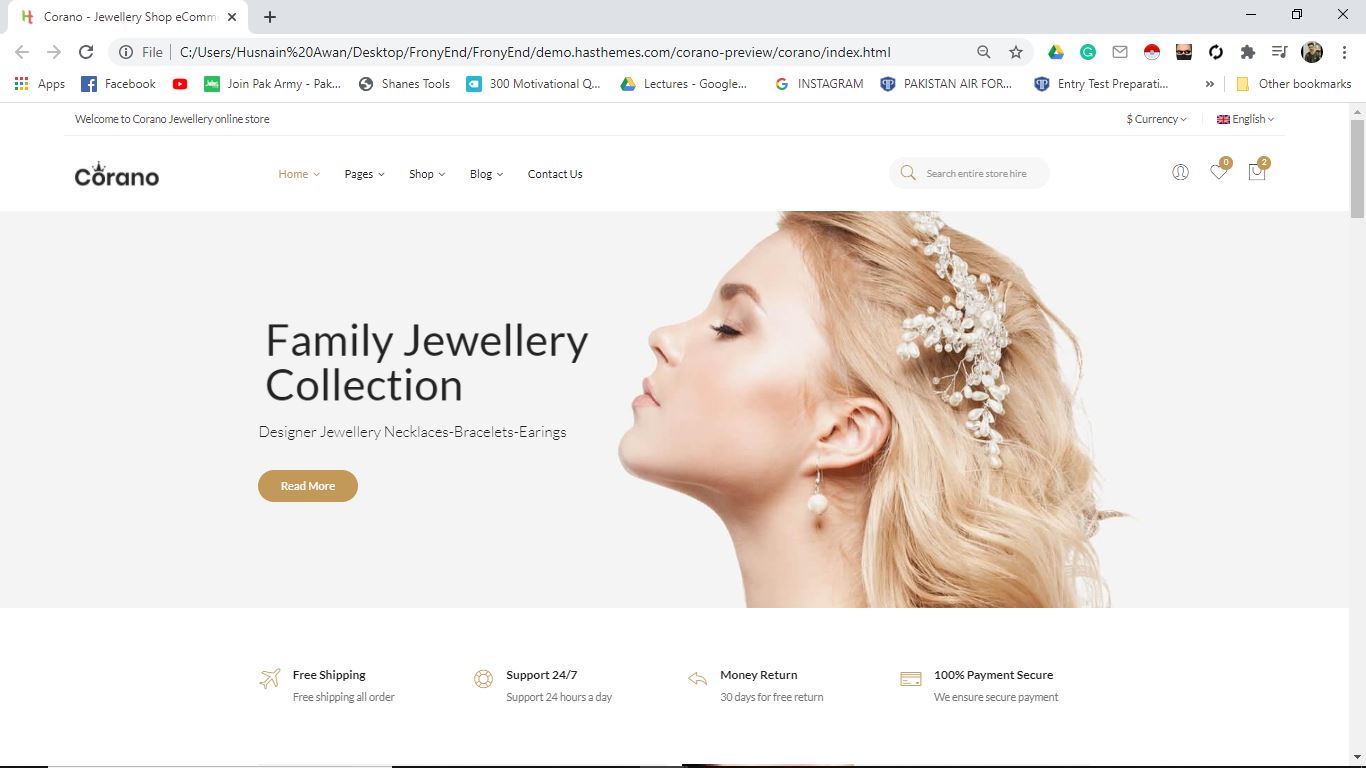 Corano - Jewellery Shop eComm
File | C:/Users/Husnain%20Awan/Desktop/FronyEnd/FronyEnd/demo.hasthemes.com/corano-preview/corano/index.html
Apps Facebook Join Pak Army - Pak... Shanes Tools 300 Motivational Q... Lectures - Google... INSTAGRAM PAKISTAN AIR FOR... Entry Test Preparati... » Other bookmarks
Welcome to Corano Jewellery online store $ Currency English
Corano Home Pages Shop Blog Contact Us Search entire store hire 0 2
Family Jewellery
Collection
Designer Jewellery Necklaces-Bracelets-Earings
Read More
Free Shipping Support 24/7 Money Return 100% Payment Secure
Free shipping all order Support 24 hours a day 30 days for free return We ensure secure payment